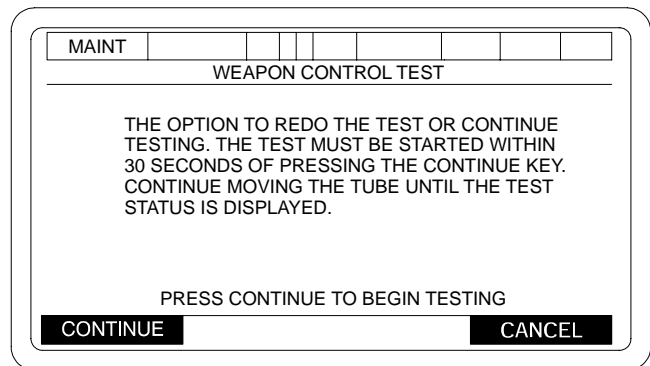 MAINT
WEAPON CONTROL TEST
THE OPTION TO REDO THE TEST OR CONTINUE
TESTING. THE TEST MUST BE STARTED WITHIN
30 SECONDS OF PRESSING THE CONTINUE KEY.
CONTINUE MOVING THE TUBE UNTIL THE TEST
STATUS IS DISPLAYED.
PRESS CONTINUE TO BEGIN TESTING
CONTINUE CANCEL